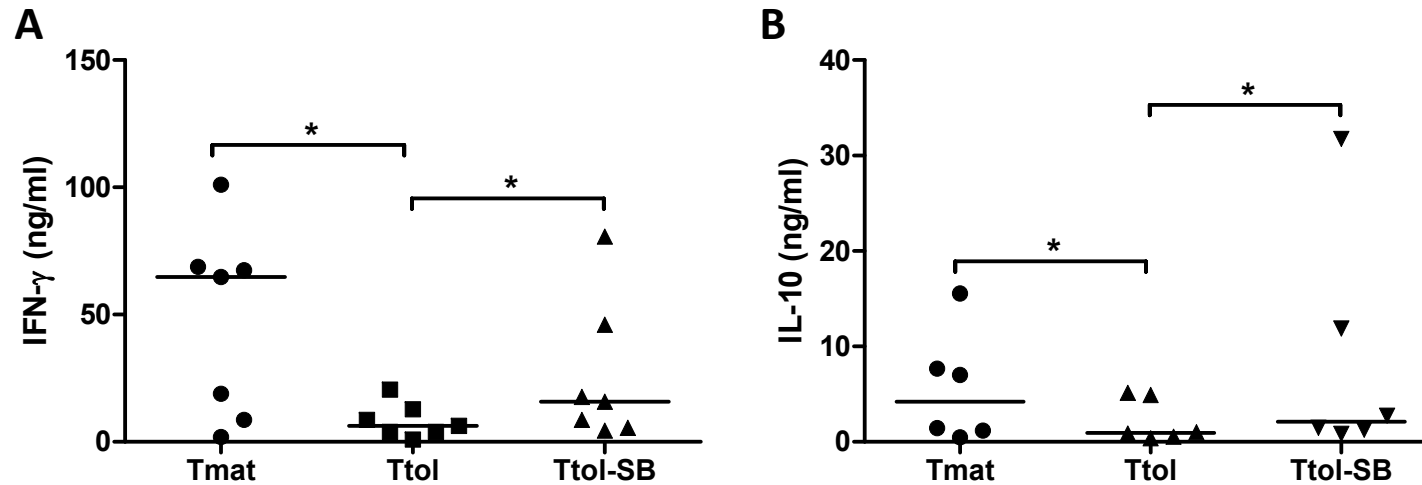 A
IFN-γ (ng/ml)
150
100
50
0
*
*
Tmat
Ttol
Ttol-SB
B
IL-10 (ng/ml)
40
30
20
10
0
*
*
Tmat
Ttol
Ttol-SB